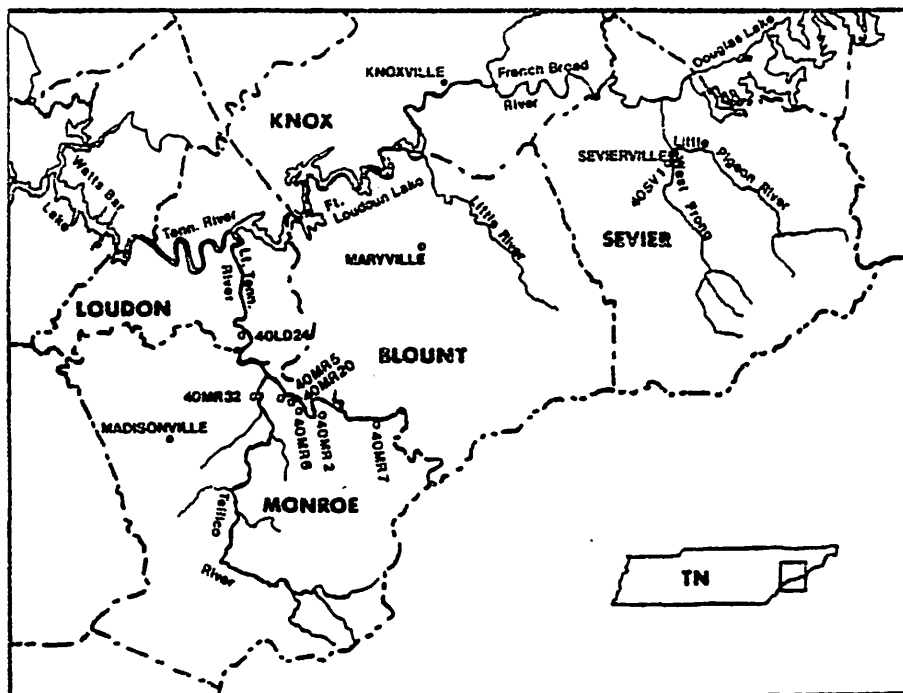 Douglas Lake
French Broad
River
KNOXVILLE
KNOX
Little Pigeon River
SEVIERVILLE
40SV1
West Prong
Watts Bar
Lake
Ft.
Loudoun Lake
Little River
Tenn. River
SEVIER
MARYVILLE
Lt. Tenn.
River
LOUDON
40LD24
BLOUNT
40MR5
40MR20
40MR32
MADISONVILLE
40MR6
40MR2
40MR7
MONROE
Tellico
River
TN